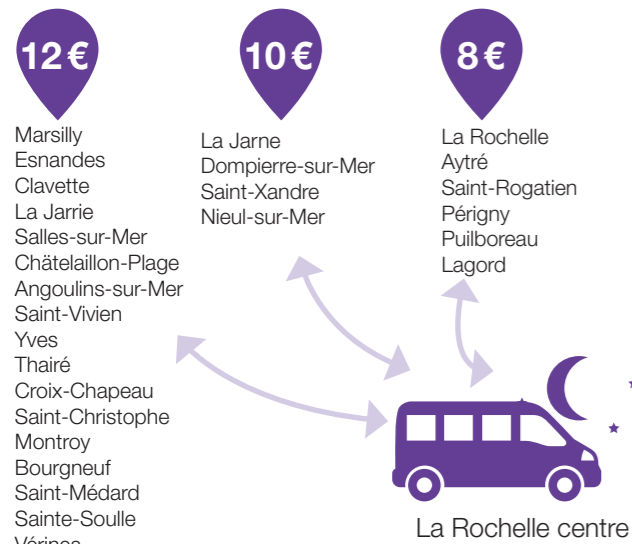 12 €
Marsilly
Esnandes
Clavette
La Jarrie
Salles-sur-Mer
Châtelaillon-Plage
Angoulins-sur-Mer
Saint-Vivien
Yves
Thairé
Croix-Chapeau
Saint-Christophe
Montroy
Bourgneuf
Saint-Médard
Sainte-Soulle
Vérines
10 €
La Jarne
Dompierre-sur-Mer
Saint-Xandre
Nieul-sur-Mer
8 €
La Rochelle
Aytré
Saint-Rogatien
Périgny
Puilboreau
Lagord
La Rochelle centre